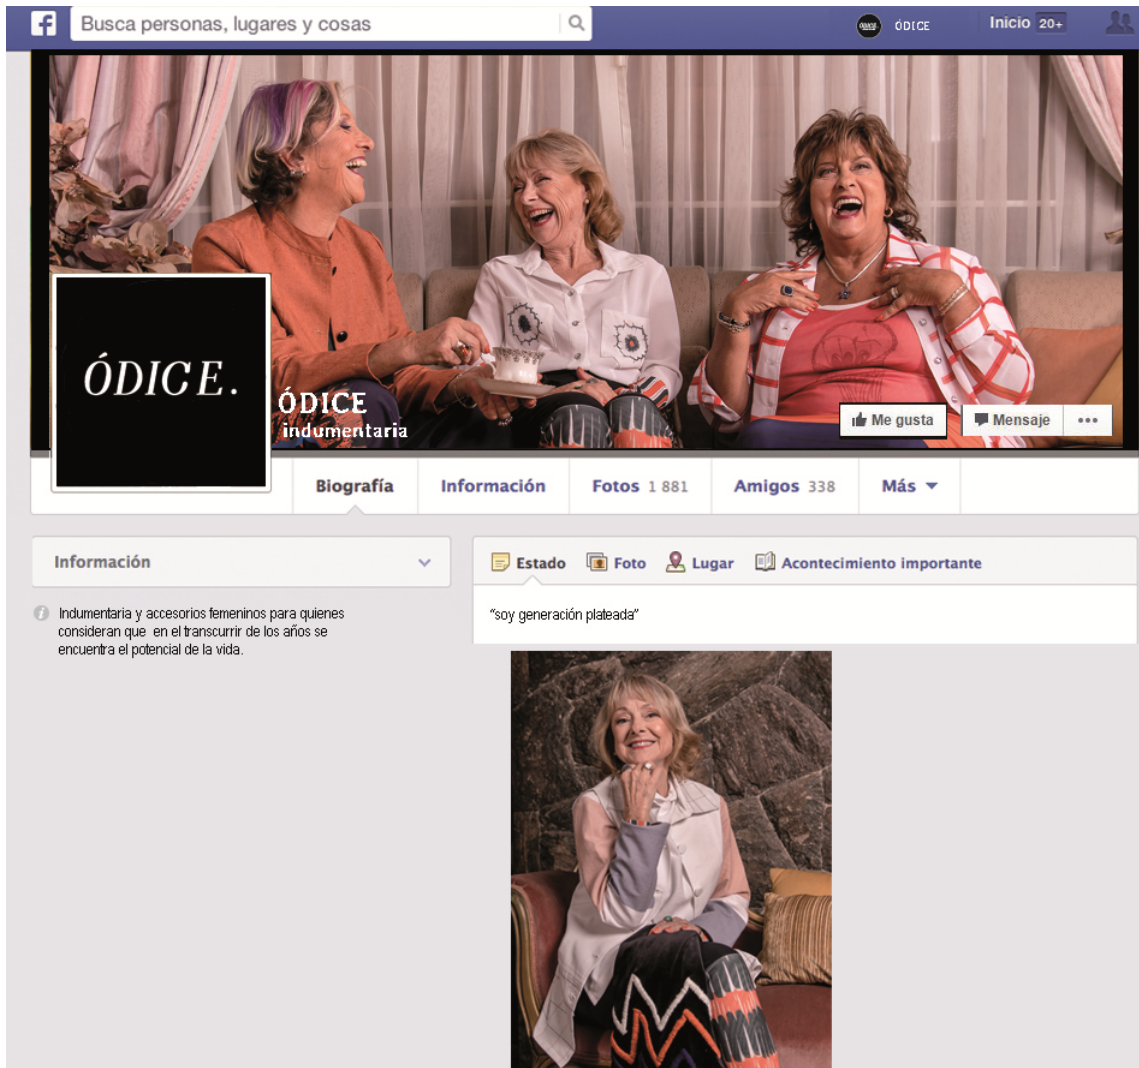 Busca personas, lugares y cosas
ÓDICE
ÓDICE
Inicio 20+
ÓDICE.
ÓDICE
indumentaria
Me gusta
Mensaje
Biografía
Información
Fotos 1 881
Amigos 338
Más
Información
Indumentaria y accesorios femeninos para quienes
consideran que en el transcurrir de los años se
encuentra el potencial de la vida.
Estado
Foto
Lugar
Acontecimiento importante
“soy generación plateada”